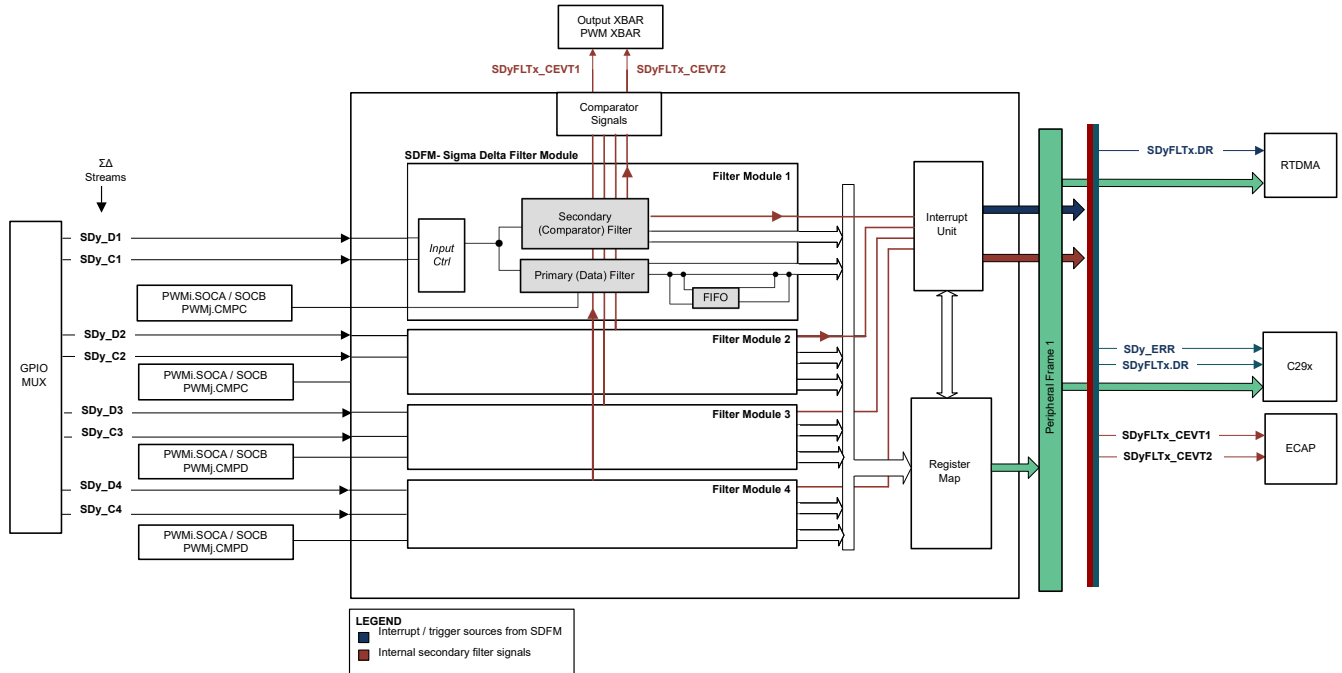 Output XBAR
PWM XBAR
SDyFLTx_CEVT1
SDyFLTx_CEVT2
Comparator
Signals
SDFM- Sigma Delta Filter Module
ΣΔ
Streams
GPIO
MUX
SDy_D1
SDy_C1
PWMi.SOCA / SOCB
PWMj.CMPC
SDy_D2
SDy_C2
PWMi.SOCA / SOCB
PWMj.CMPC
SDy_D3
SDy_C3
PWMi.SOCA / SOCB
PWMj.CMPD
SDy_D4
SDy_C4
PWMi.SOCA / SOCB
PWMj.CMPD
Filter Module 1
Input
Ctrl
Secondary
(Comparator) Filter
Primary (Data) Filter
FIFO
Filter Module 2
Filter Module 3
Filter Module 4
Interrupt
Unit
Register
Map
Peripheral Frame 1
SDyFLTx.DR
RTDMA
SDy_ERR
SDyFLTx.DR
C29x
SDyFLTx_CEVT1
SDyFLTx_CEVT2
ECAP
LEGEND
Interrupt / trigger sources from SDFM
Internal secondary filter signals